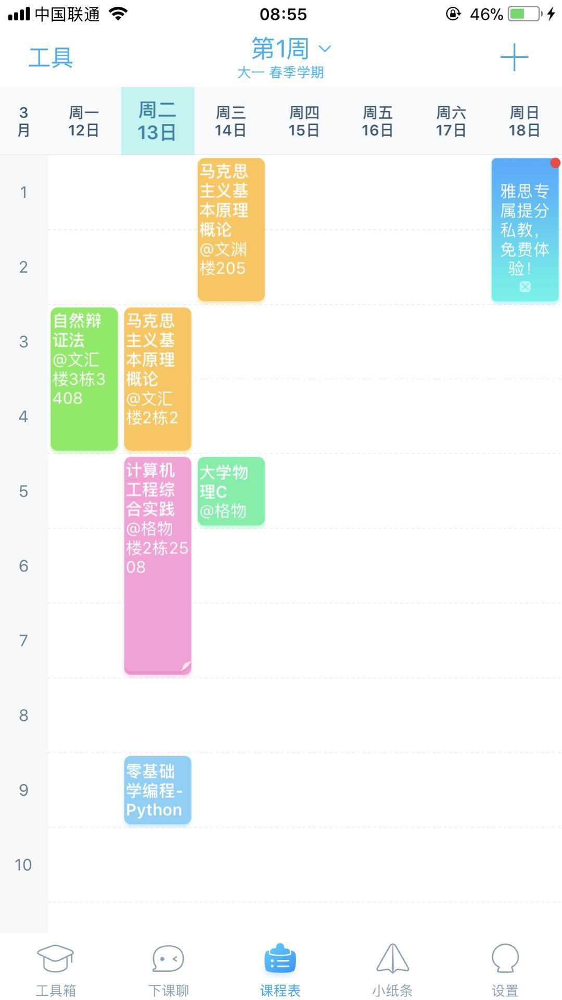 中国联通
08:55
46%
工具
第1周
大一 春季学期
3
月
周一
12日
周二
13日
周三
14日
周四
15日
周五
16日
周六
17日
周日
18日
1
2
3
4
5
6
7
8
9
10
自然辩
证法
@文汇
楼3栋3
408
马克思
主义基
本原理
概论
@文汇
楼2栋2
计算机
工程综
合实践
@格物
楼2栋25
08
零基础
学编程-
Python
马克思
主义基
本原理
概论
@文渊
楼205
大学物
理C
@格物
雅思专
属提分
私教,
免费体
验!
工具箱
下课聊
课程表
小纸条
设置